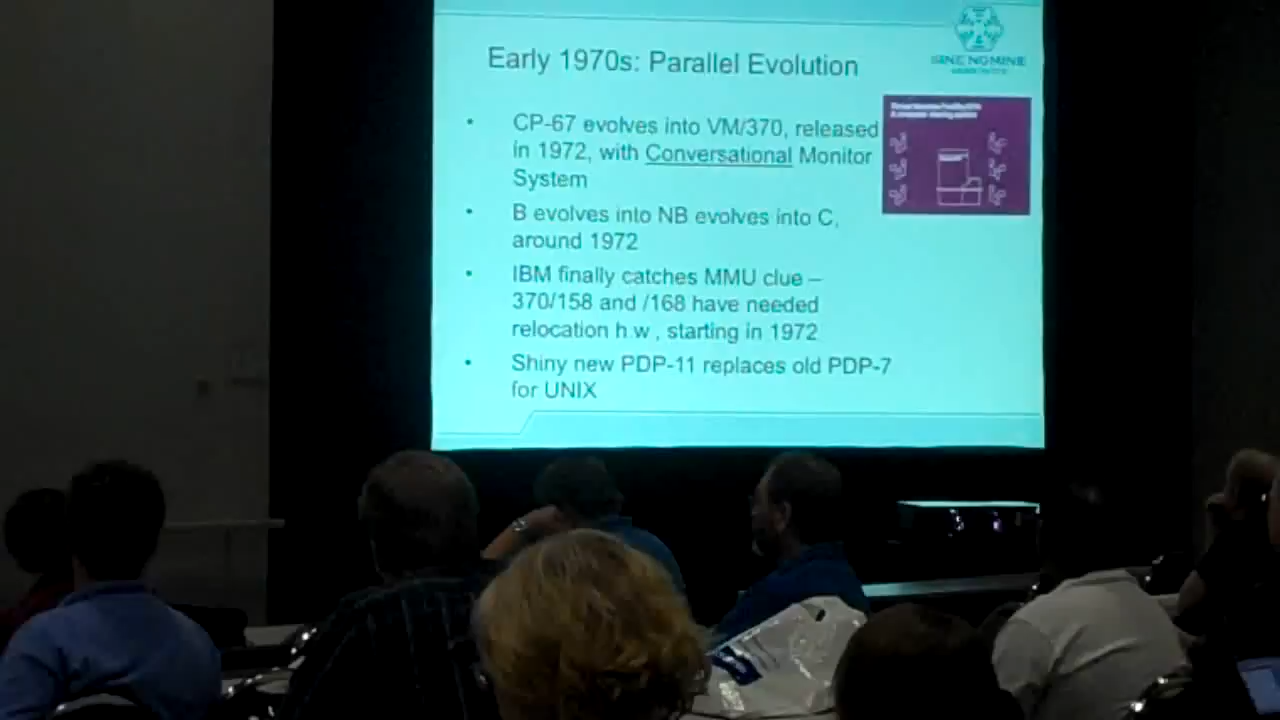 SINE NOMINE
Early 1970s: Parallel Evolution
• CP-67 evolves into VM/370, released
in 1972, with Conversational Monitor
System
• B evolves into NB evolves into C,
around 1972
• IBM finally catches MMU clue –
370/158 and /168 have needed
relocation h.w , starting in 1972
• Shiny new PDP-11 replaces old PDP-7
for UNIX